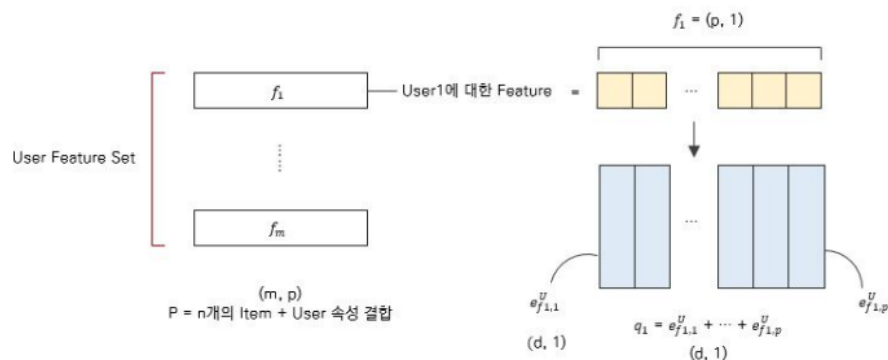 f₁ = (p, 1)
f₁
User1에 대한 Feature
=
...
User Feature Set
...
fₘ
(m, p)
P = n개의 Item + User 속성 결합
e^U_{f1,1}
e^U_{f1,p}
(d, 1)
q₁ = e^U_{f1,1} + ⋯ + e^U_{f1,p}
(d, 1)